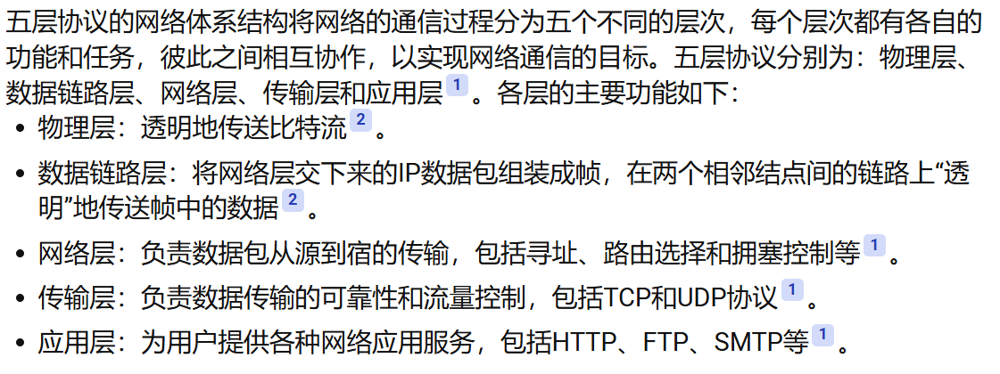 五层协议的网络体系结构将网络的通信过程分为五个不同的层次，每个层次都有各自的
功能和任务，彼此之间相互协作，以实现网络通信的目标。五层协议分别为：物理层、
数据链路层、网络层、传输层和应用层 1 。各层的主要功能如下：
• 物理层：透明地传送比特流 2 。
• 数据链路层：将网络层交下来的IP数据包组装成帧，在两个相邻结点间的链路上“透
明”地传送帧中的数据 2 。
• 网络层：负责数据包从源到宿的传输，包括寻址、路由选择和拥塞控制等 1 。
• 传输层：负责数据传输的可靠性和流量控制，包括TCP和UDP协议 1 。
• 应用层：为用户提供各种网络应用服务，包括HTTP、FTP、SMTP等 1 。